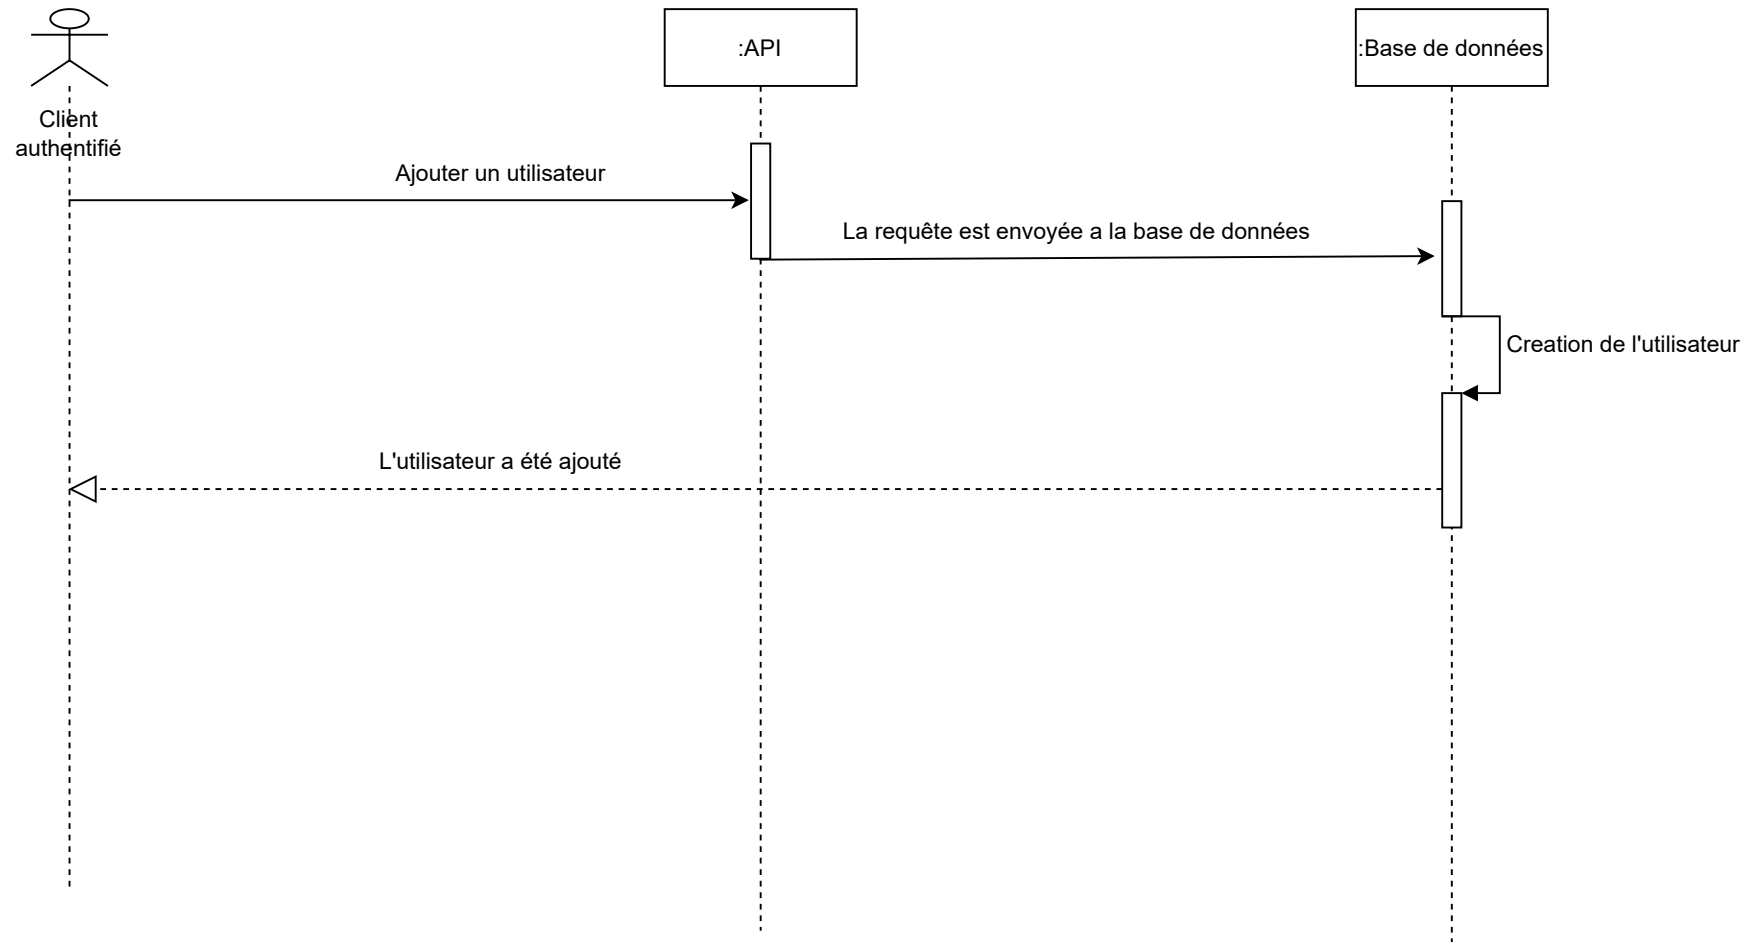 :API
:Base de données
Client
authentifié
Ajouter un utilisateur
La requête est envoyée a la base de données
Creation de l'utilisateur
L'utilisateur a été ajouté